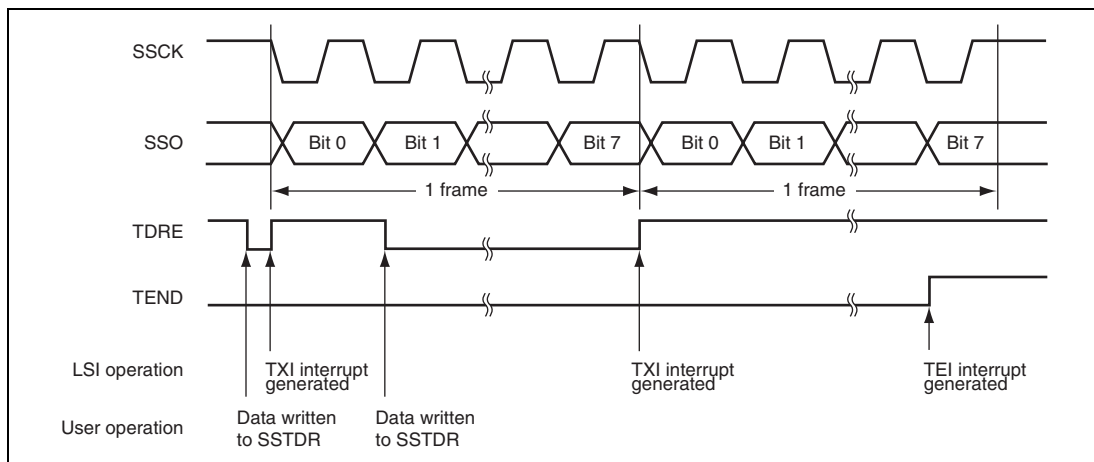 SSCK
SSO
Bit 0
Bit 1
Bit 7
Bit 0
Bit 1
Bit 7
1 frame
1 frame
TDRE
TEND
LSI operation
TXI interrupt
generated
TXI interrupt
generated
TEI interrupt
generated
User operation
Data written
to SSTDR
Data written
to SSTDR